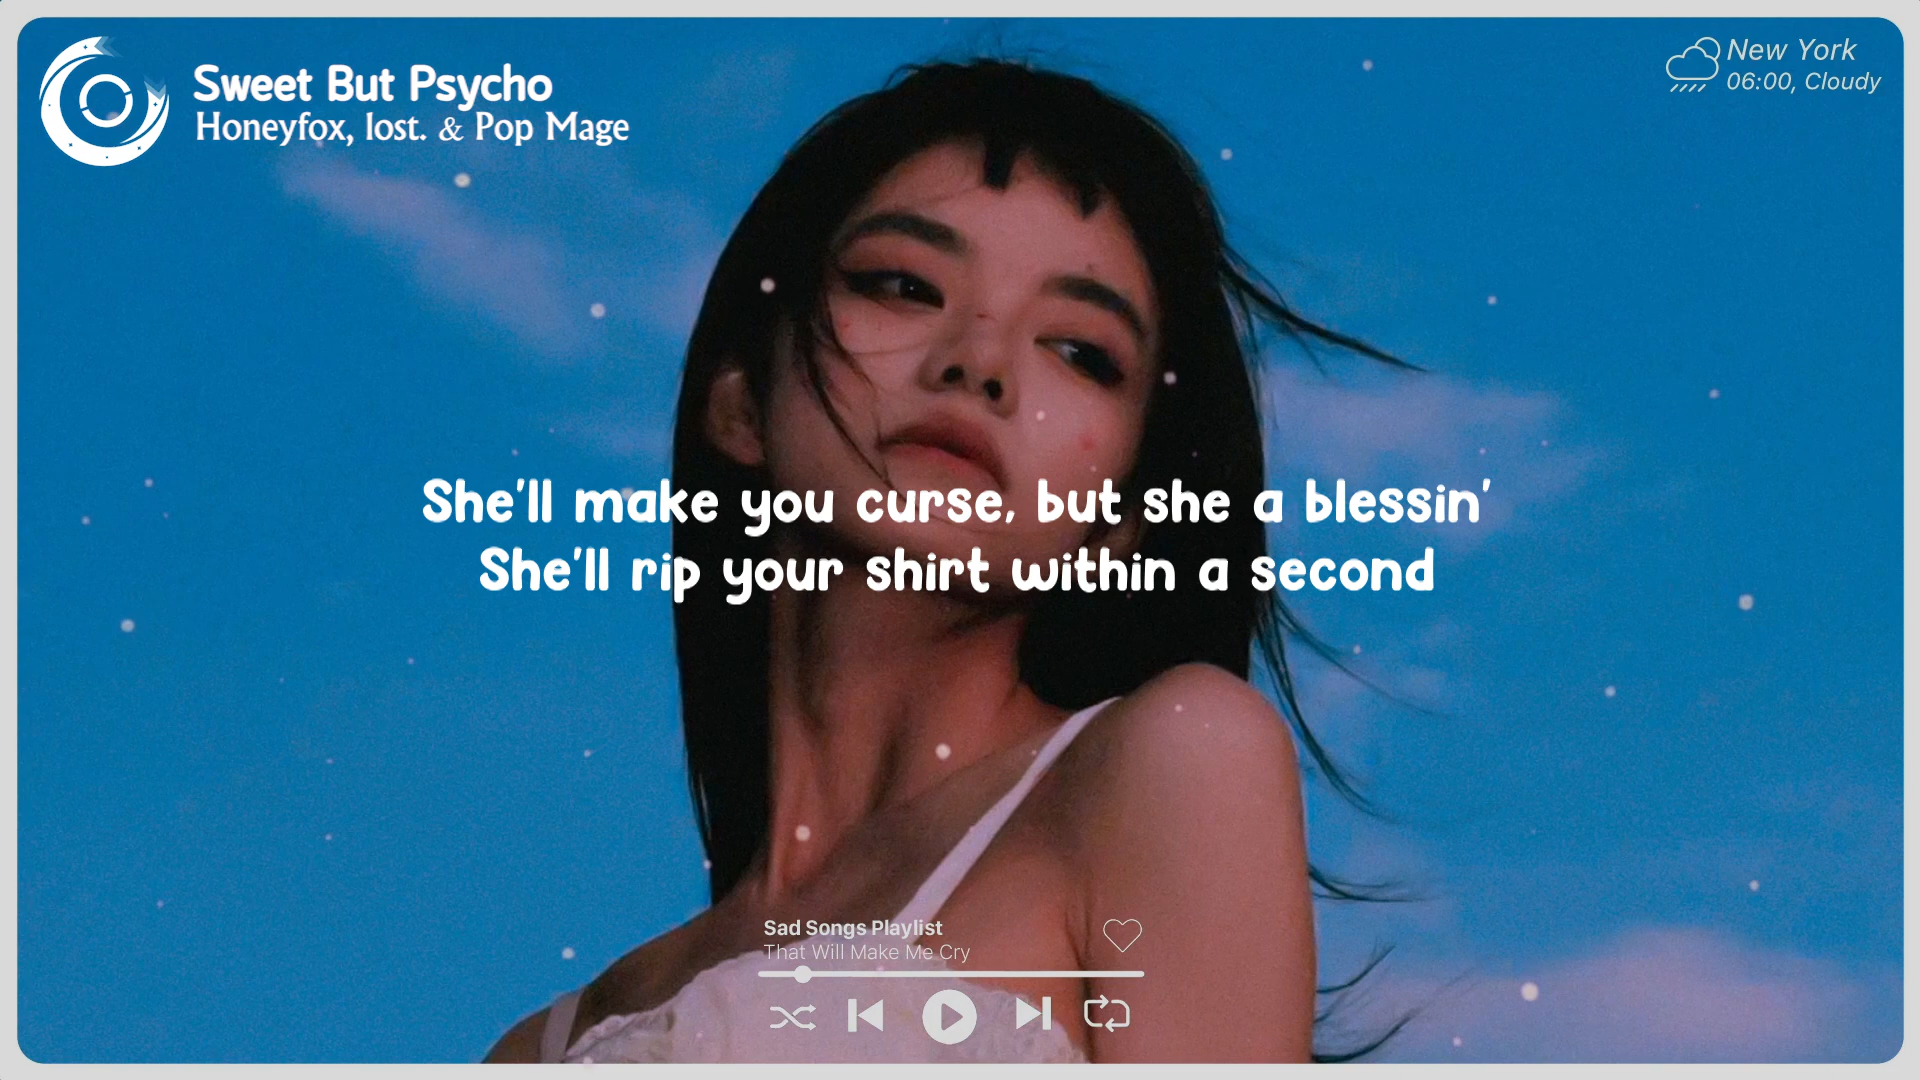 Sweet But Psycho
Honeyfox, lost. & Pop Mage
New York
06:00, Cloudy
She'll make you curse, but she a blessin'
She'll rip your shirt within a second
Sad Songs Playlist
That Will Make Me Cry